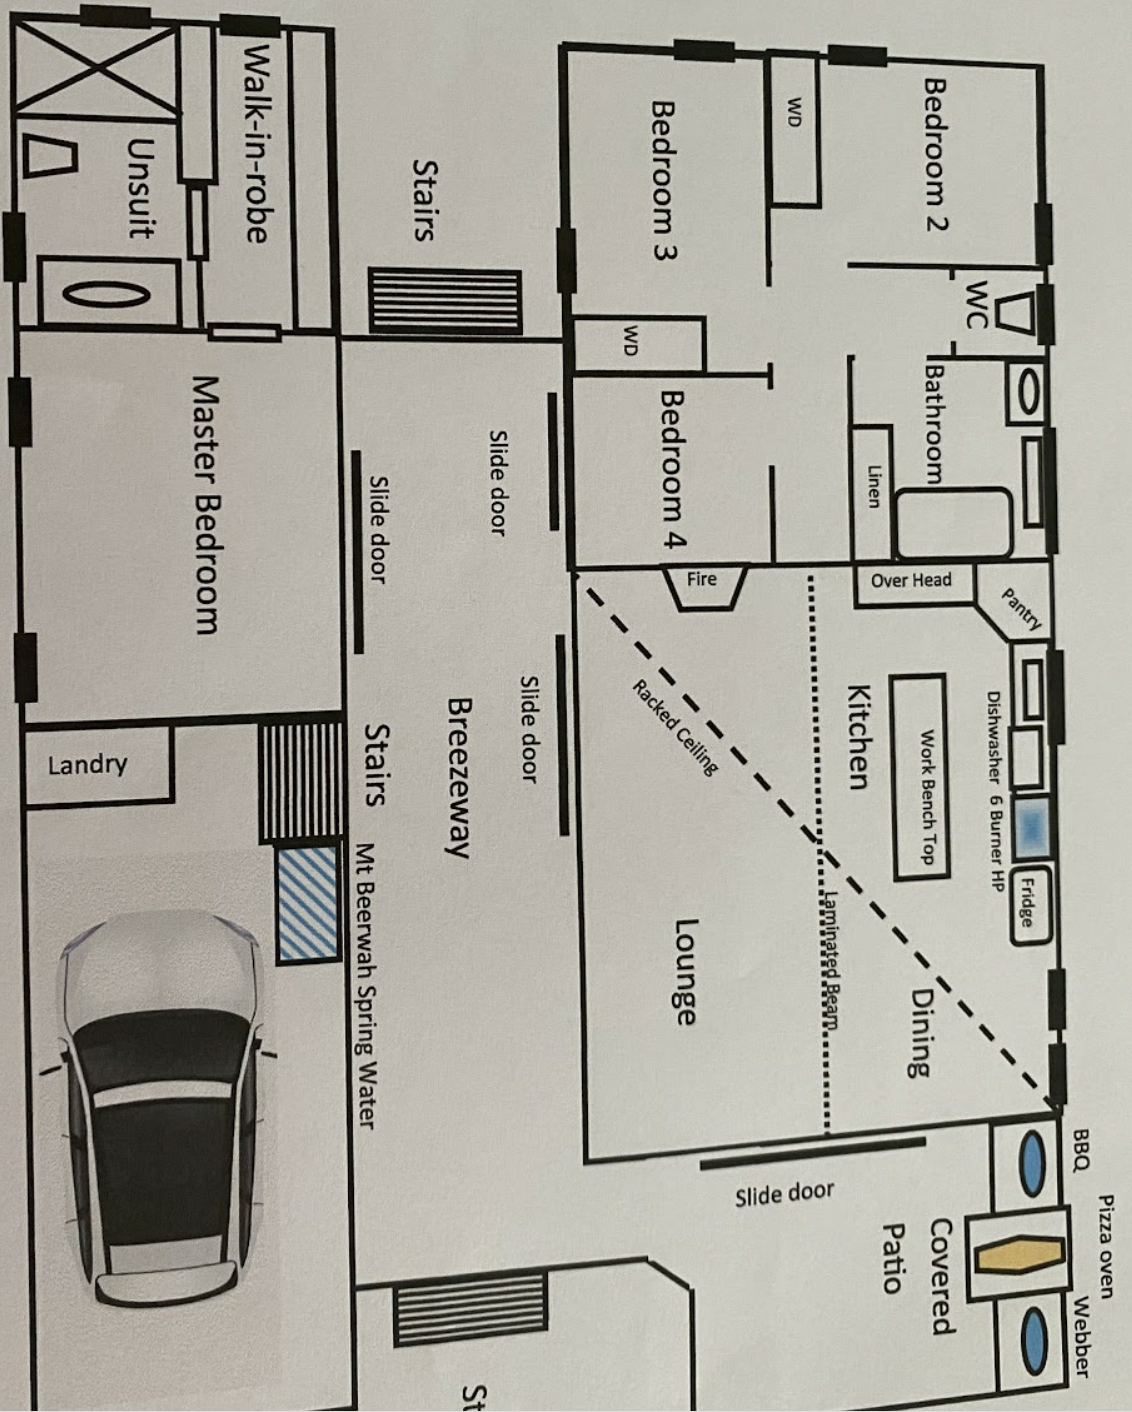 Walk-in-robe
Unsuit
Stairs
Bedroom 3
WD
Bedroom 2
WC
WD
Bathroom
Linen
Bedroom 4
Master Bedroom
Slide door
Slide door
Fire
Over Head
Pantry
Racked Ceiling
Kitchen
Work Bench Top
Dishwasher 6 Burner HP
Fridge
Slide door
Breezeway
Stairs
Landry
Mt Beerwah Spring Water
Lounge
Laminated Beam
Dining
Slide door
Covered
Patio
BBQ
Pizza oven
Webber
St